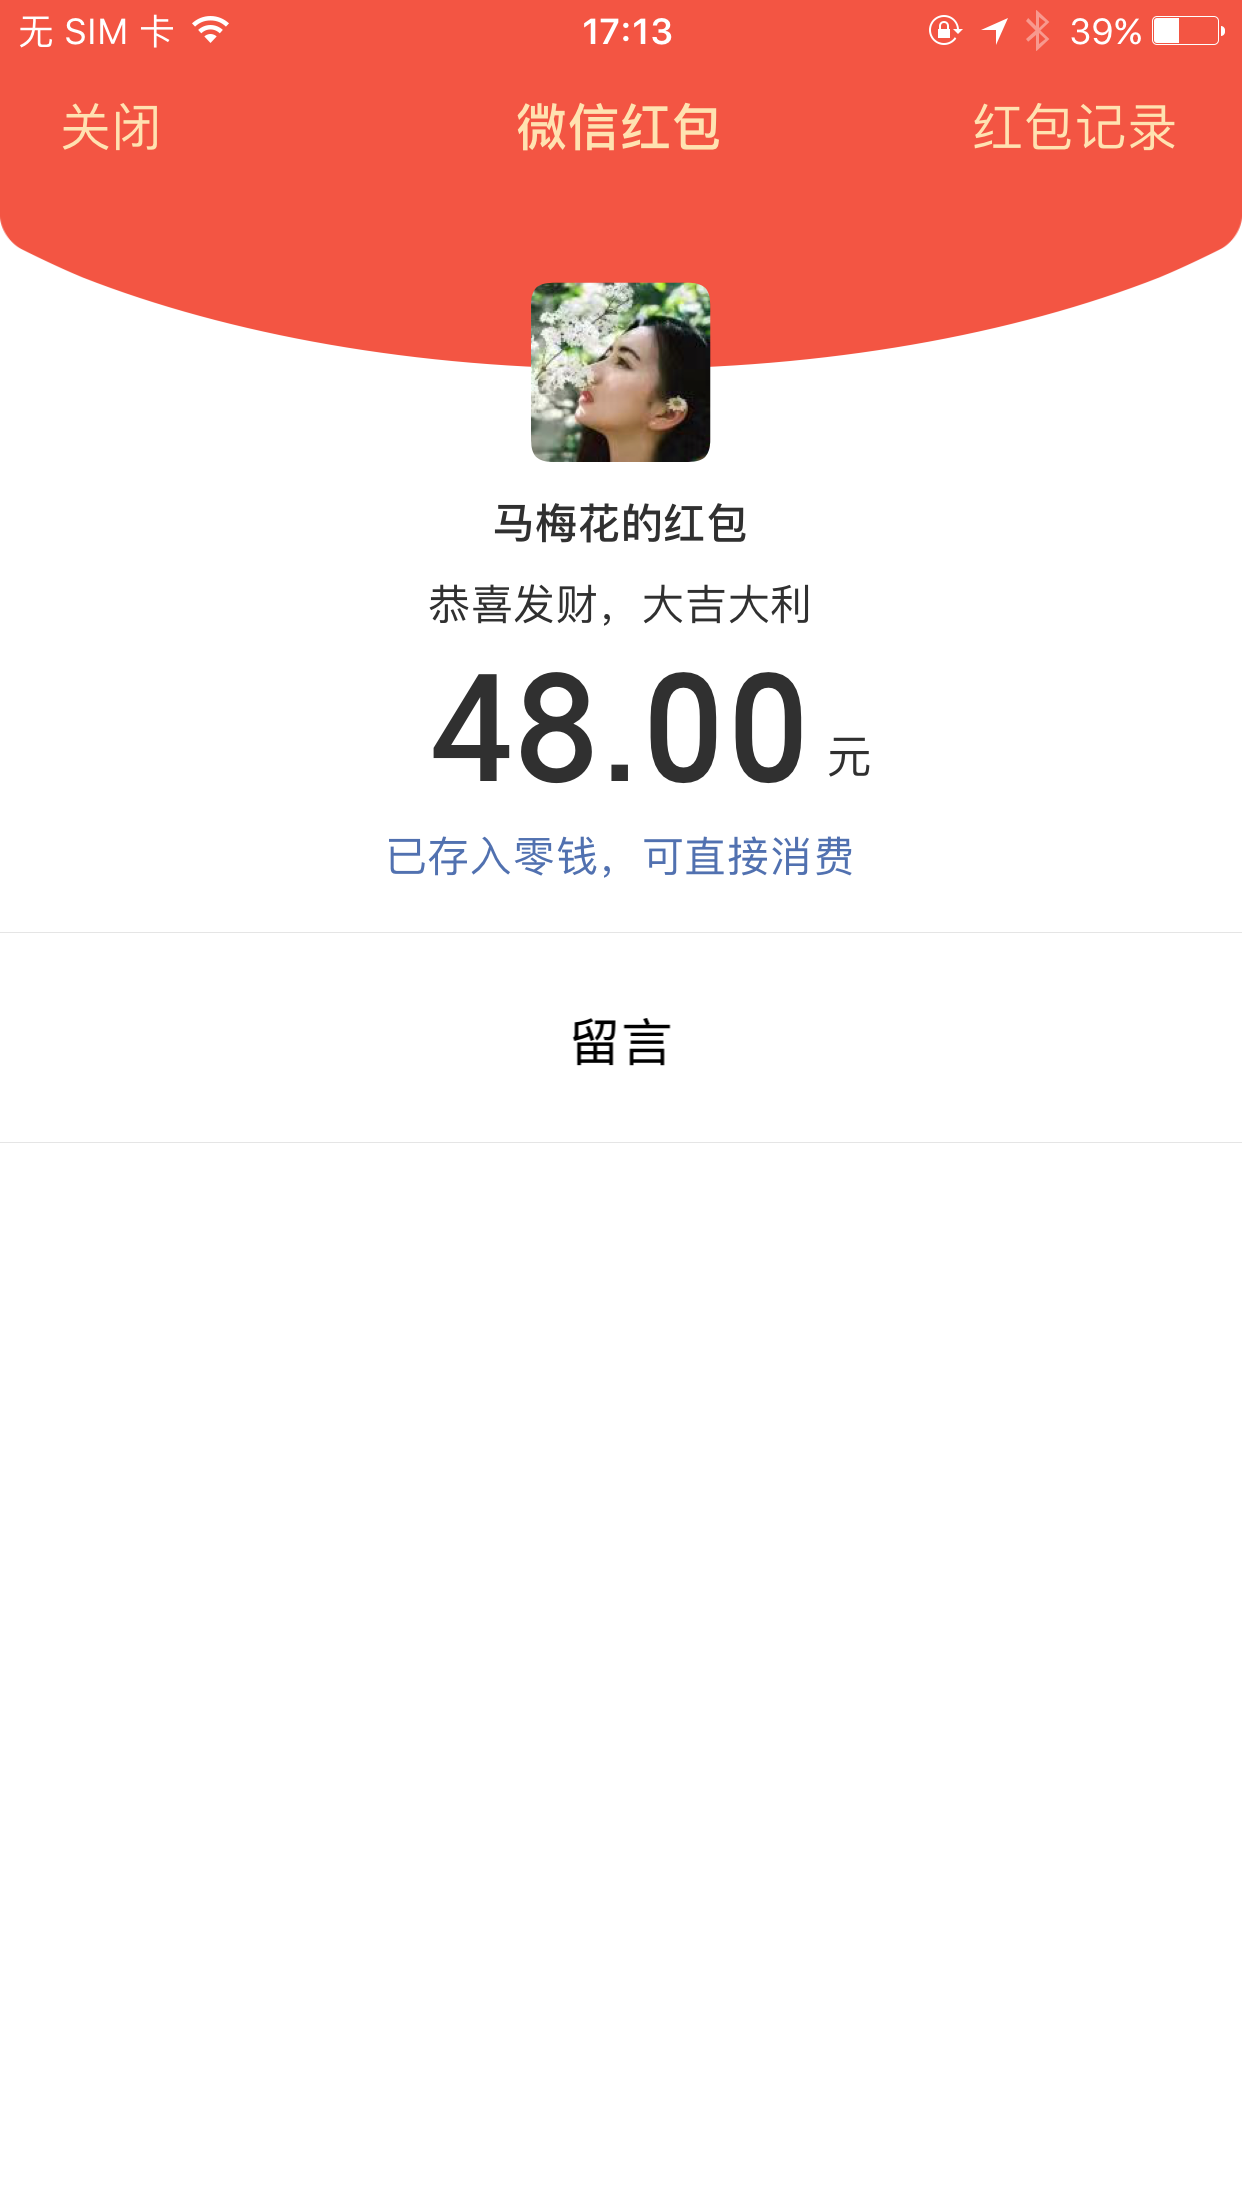 无 SIM 卡 17:13 39%
关闭 微信红包 红包记录
马梅花的红包
恭喜发财，大吉大利
48.00 元
已存入零钱，可直接消费
留言